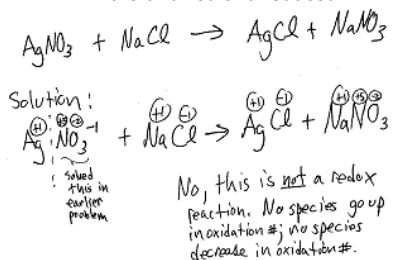 AgNO3 + NaCl → AgCl + NaNO3
Solution:
+1 +5 -2 +1 -1 +1 -1 +1 +5 -2
Ag NO3 -1 + NaCl → AgCl + NaNO3
solved
this in
earlier
problem
No, this is not a redox
reaction. No species go up
in oxidation #; no species
decrease in oxidation #.